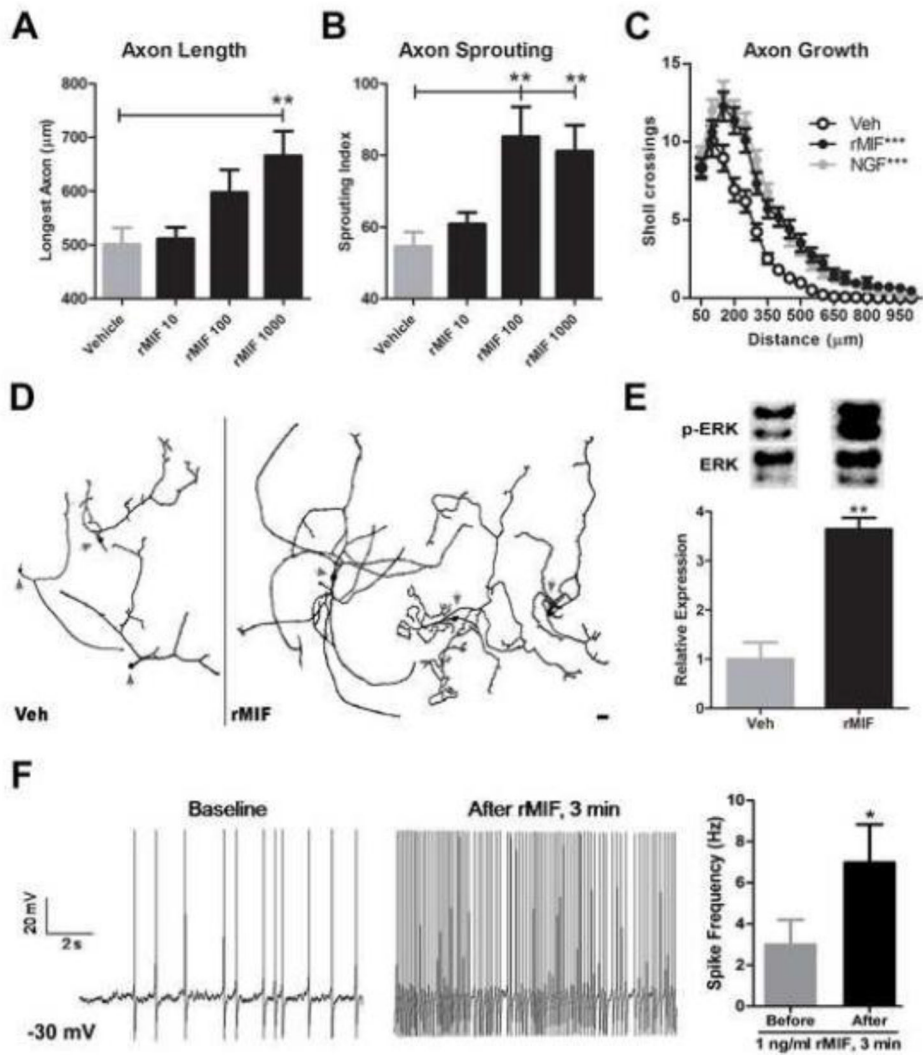 A
Axon Length
800
700
600
500
400
Longest Axon (μm)
**
Vehicle
rMIF 10
rMIF 100
rMIF 1000
B
Axon Sprouting
100
80
60
40
Sprouting Index
**
**
Vehicle
rMIF 10
rMIF 100
rMIF 1000
C
Axon Growth
15
10
5
0
Sholl crossings
Veh
rMIF***
NGF***
50 200 350 500 650 800 950
Distance (μm)
D
Veh
rMIF
E
p-ERK
ERK
4
3
2
1
0
Relative Expression
**
Veh
rMIF
F
Baseline
After rMIF, 3 min
20 mV
2 s
-30 mV
10
8
6
4
2
0
Spike Frequency (Hz)
*
Before After
1 ng/ml rMIF, 3 min